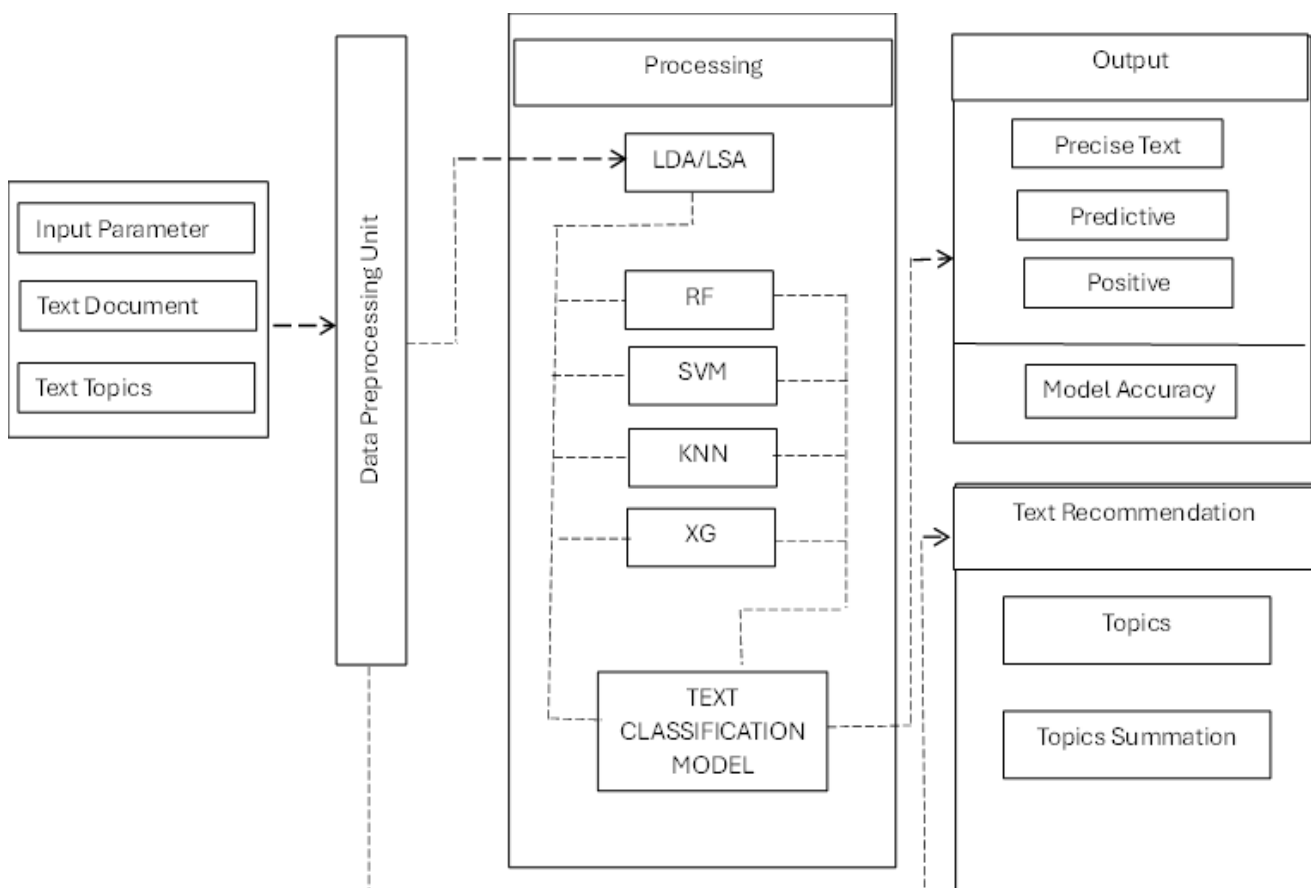 Input Parameter
Text Document
Text Topics
Data Preprocessing Unit
Processing
LDA/LSA
RF
SVM
KNN
XG
TEXT
CLASSIFICATION
MODEL
Output
Precise Text
Predictive
Positive
Model Accuracy
Text Recommendation
Topics
Topics Summation